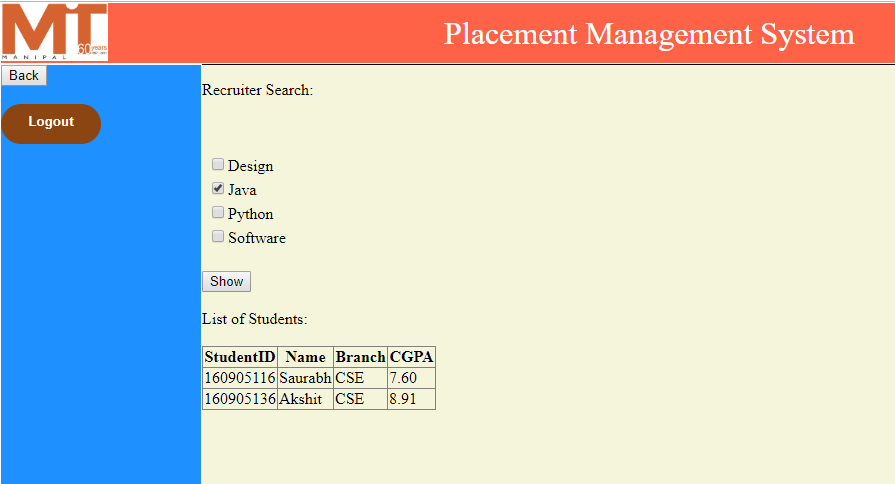 MIT
60 years
MANIPAL
Placement Management System
Back
Logout
Recruiter Search:
Design
Java
Python
Software
Show
List of Students:
StudentID Name Branch CGPA
160905116 Saurabh CSE 7.60
160905136 Akshit CSE 8.91